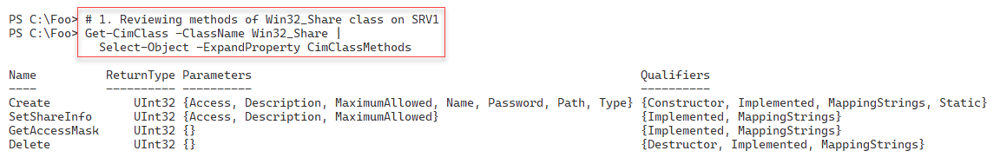 PS C:\Foo> # 1. Reviewing methods of Win32_Share class on SRV1
PS C:\Foo> Get-CimClass -ClassName Win32_Share |
Select-Object -ExpandProperty CimClassMethods
Name ReturnType Parameters Qualifiers
---- ---------- ---------- ----------
Create UInt32 {Access, Description, MaximumAllowed, Name, Password, Path, Type} {Constructor, Implemented, MappingStrings, Static}
SetShareInfo UInt32 {Access, Description, MaximumAllowed} {Implemented, MappingStrings}
GetAccessMask UInt32 {} {Implemented, MappingStrings}
Delete UInt32 {} {Destructor, Implemented, MappingStrings}